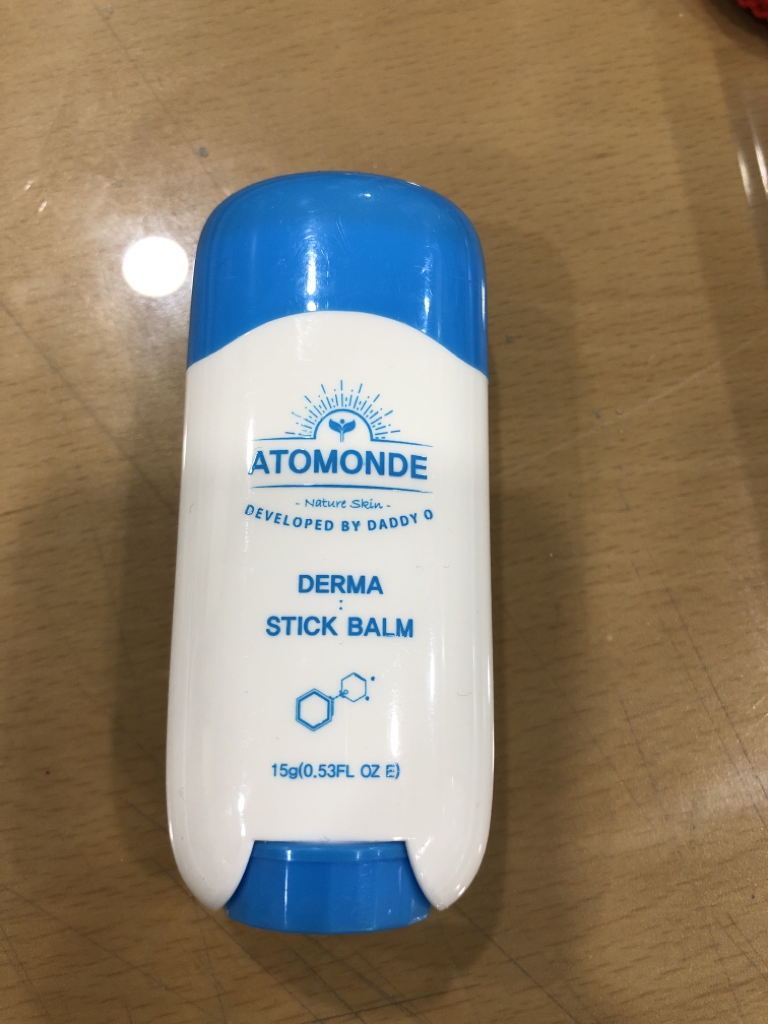 ATOMONDE
- Nature Skin -
DEVELOPED BY DADDY O
DERMA
:
STICK BALM
15g(0.53FL OZ E)